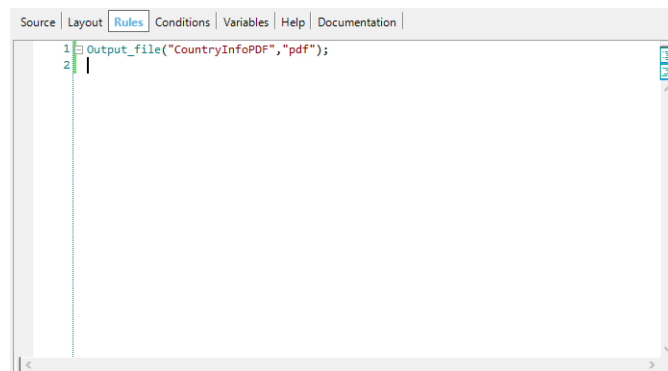 Source Layout Rules Conditions Variables Help Documentation
1 Output_file("CountryInfoPDF","pdf");
2